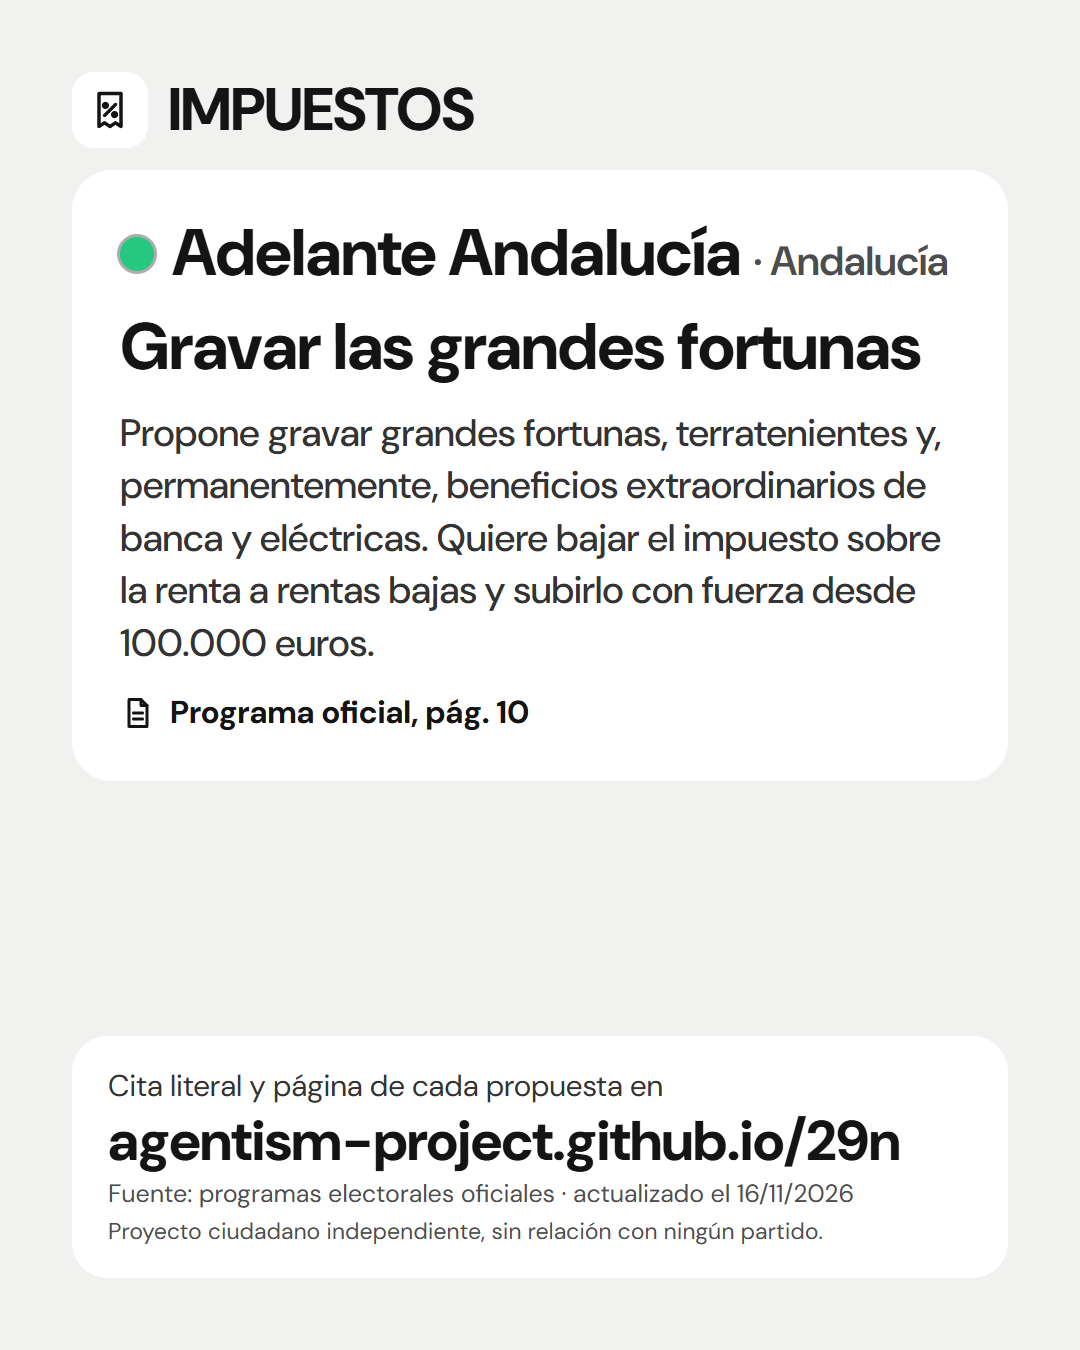 IMPUESTOS
Adelante Andalucía · Andalucía
Gravar las grandes fortunas
Propone gravar grandes fortunas, terratenientes y,
permanentemente, beneficios extraordinarios de
banca y eléctricas. Quiere bajar el impuesto sobre
la renta a rentas bajas y subirlo con fuerza desde
100.000 euros.
Programa oficial, pág. 10
Cita literal y página de cada propuesta en
agentism-project.github.io/29n
Fuente: programas electorales oficiales · actualizado el 16/11/2026
Proyecto ciudadano independiente, sin relación con ningún partido.